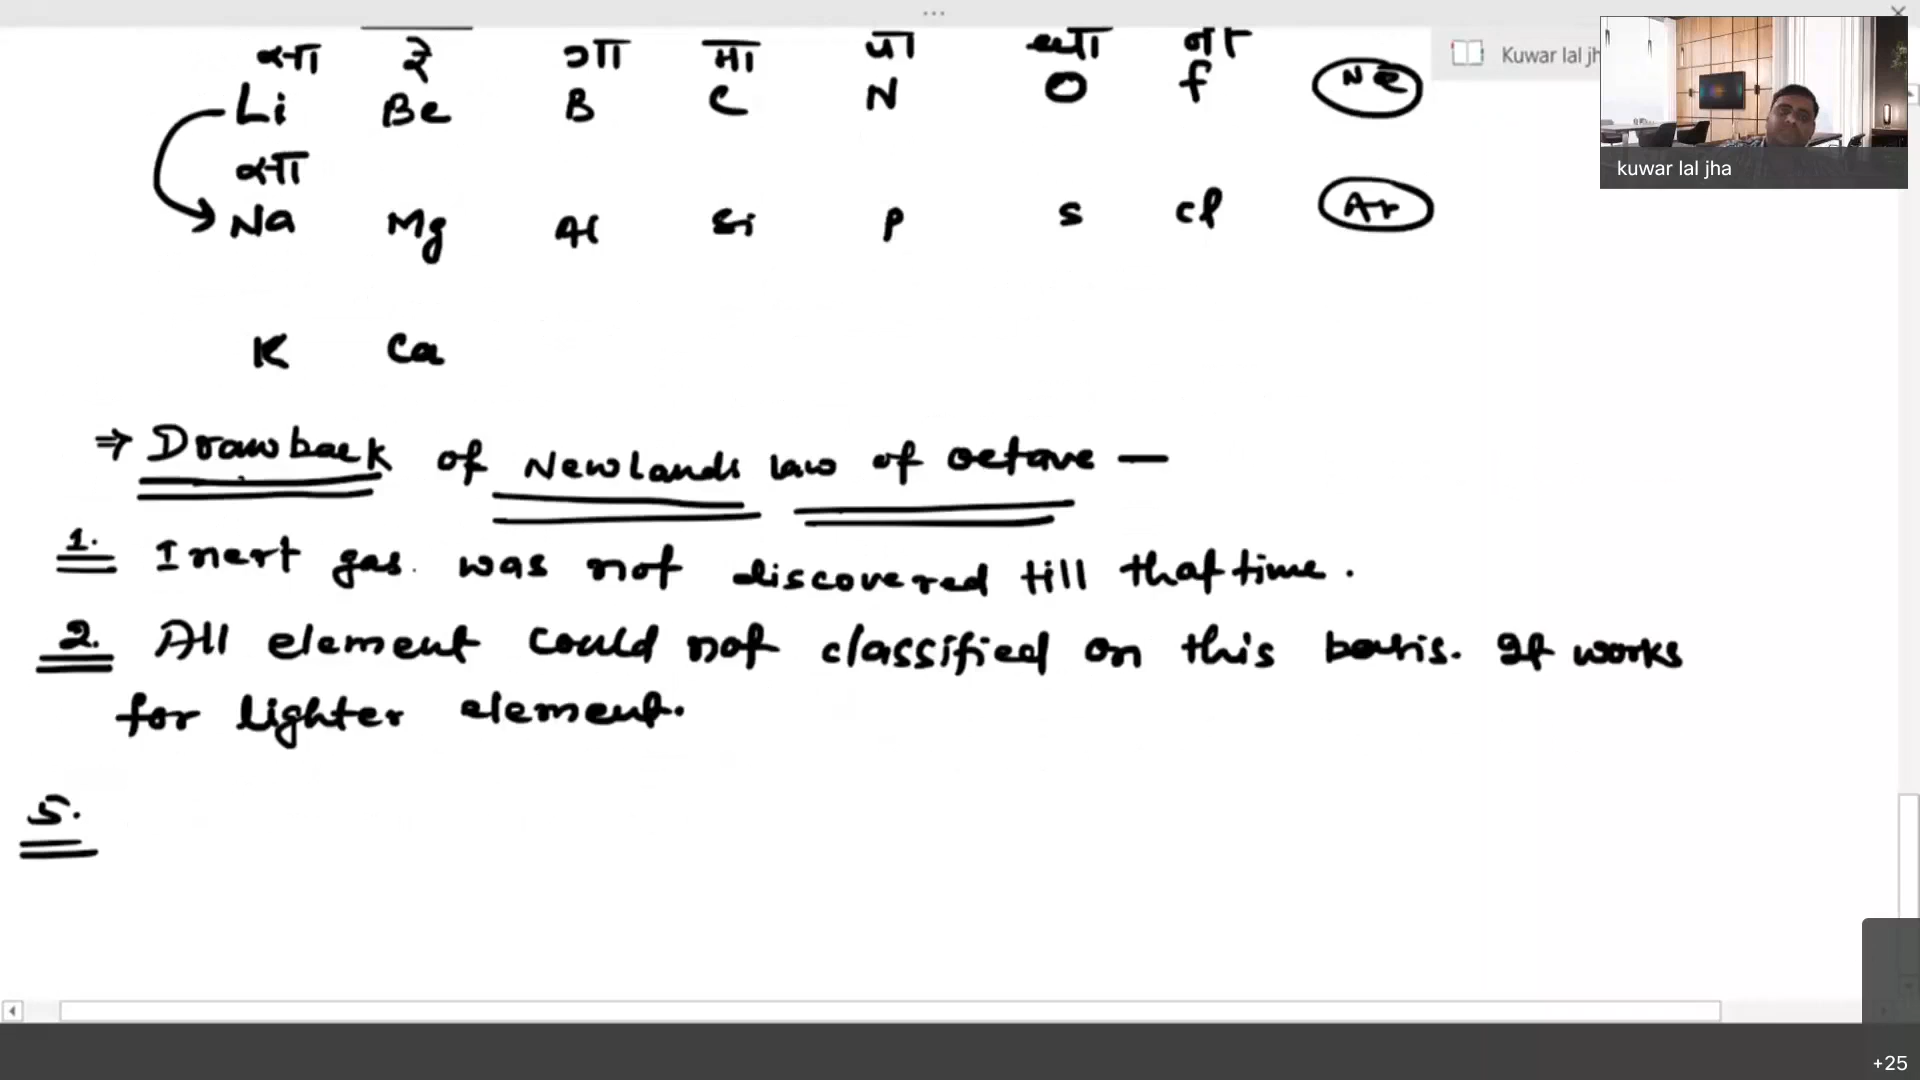 सा रे गा मा पा धा नी
Li Be B C N O F Ne
सा
Na Mg Al Si P S Cl Ar
K Ca
⇒ Drawback of Newlands law of octave —
1. Inert gas. was not discovered till that time.
2. All element could not classified on this basis. It works
for lighter element.
5.
Kuwar lal jh
kuwar lal jha
+25